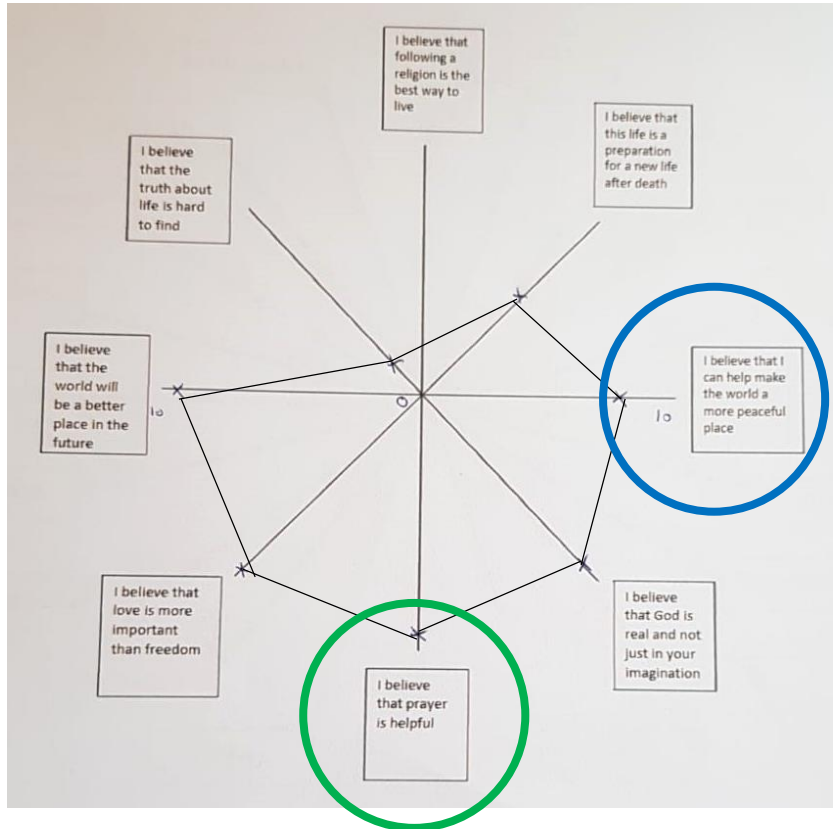 I believe that
following a
religion is the
best way to
live
I believe that
this life is a
preparation
for a new life
after death
I believe
that the
truth about
life is hard
to find
I believe
that the
world will
be a better
place in the
future
10
0
10
I believe that I
can help make
the world a
more peaceful
place
I believe that
love is more
important
than freedom
I believe
that prayer
is helpful
I believe
that God is
real and not
just in your
imagination